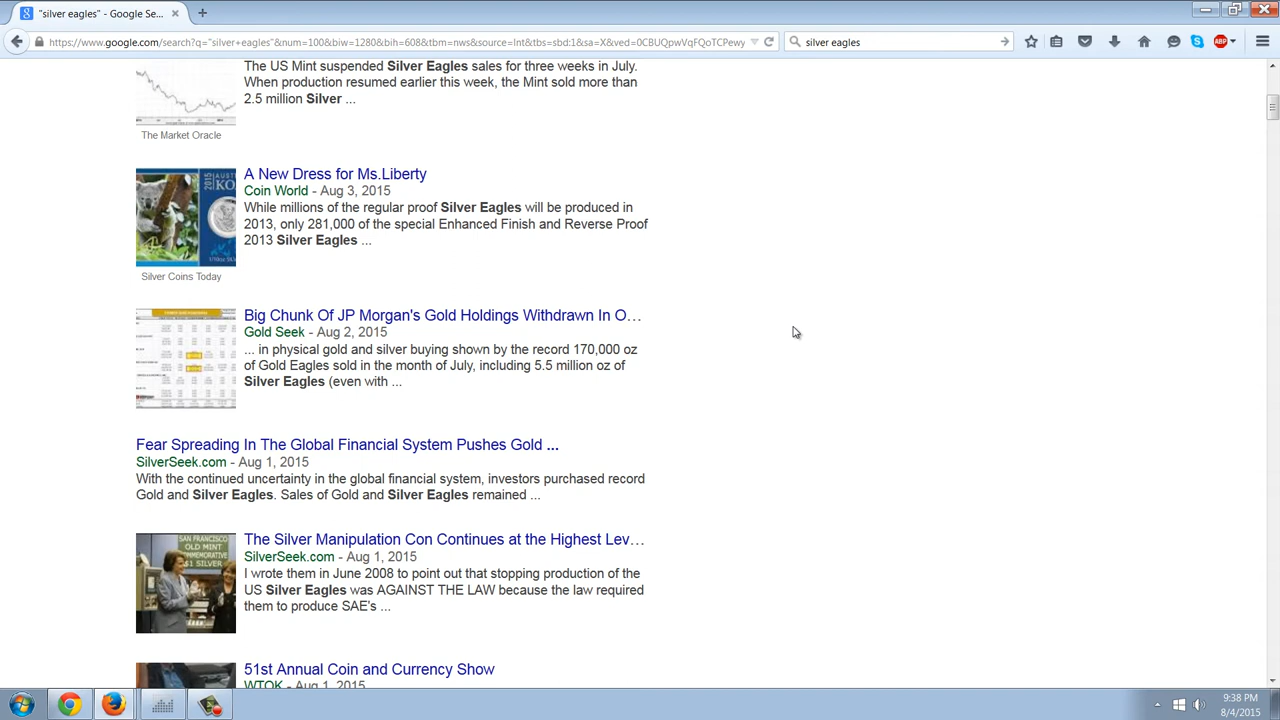 "silver eagles" - Google Se...
https://www.google.com/search?q="silver+eagles"&num=100&biw=1280&bih=608&tbm=nws&source=lnt&tbs=sbd:1&sa=X&ved=0CBUQpwVqFQoTCPewy
silver eagles
ABP
The US Mint suspended Silver Eagles sales for three weeks in July.
When production resumed earlier this week, the Mint sold more than
2.5 million Silver ...
The Market Oracle
A New Dress for Ms.Liberty
Coin World - Aug 3, 2015
While millions of the regular proof Silver Eagles will be produced in
2013, only 281,000 of the special Enhanced Finish and Reverse Proof
2013 Silver Eagles ...
Silver Coins Today
Big Chunk Of JP Morgan's Gold Holdings Withdrawn In O...
Gold Seek - Aug 2, 2015
... in physical gold and silver buying shown by the record 170,000 oz
of Gold Eagles sold in the month of July, including 5.5 million oz of
Silver Eagles (even with ...
Fear Spreading In The Global Financial System Pushes Gold ...
SilverSeek.com - Aug 1, 2015
With the continued uncertainty in the global financial system, investors purchased record
Gold and Silver Eagles. Sales of Gold and Silver Eagles remained ...
SAN FRANCISCO
OLD MINT
COMMEMORATIVE
$1 SILVER
The Silver Manipulation Con Continues at the Highest Lev...
SilverSeek.com - Aug 1, 2015
I wrote them in June 2008 to point out that stopping production of the
US Silver Eagles was AGAINST THE LAW because the law required
them to produce SAE's ...
51st Annual Coin and Currency Show
WTOK - Aug 1, 2015
9:38 PM
8/4/2015